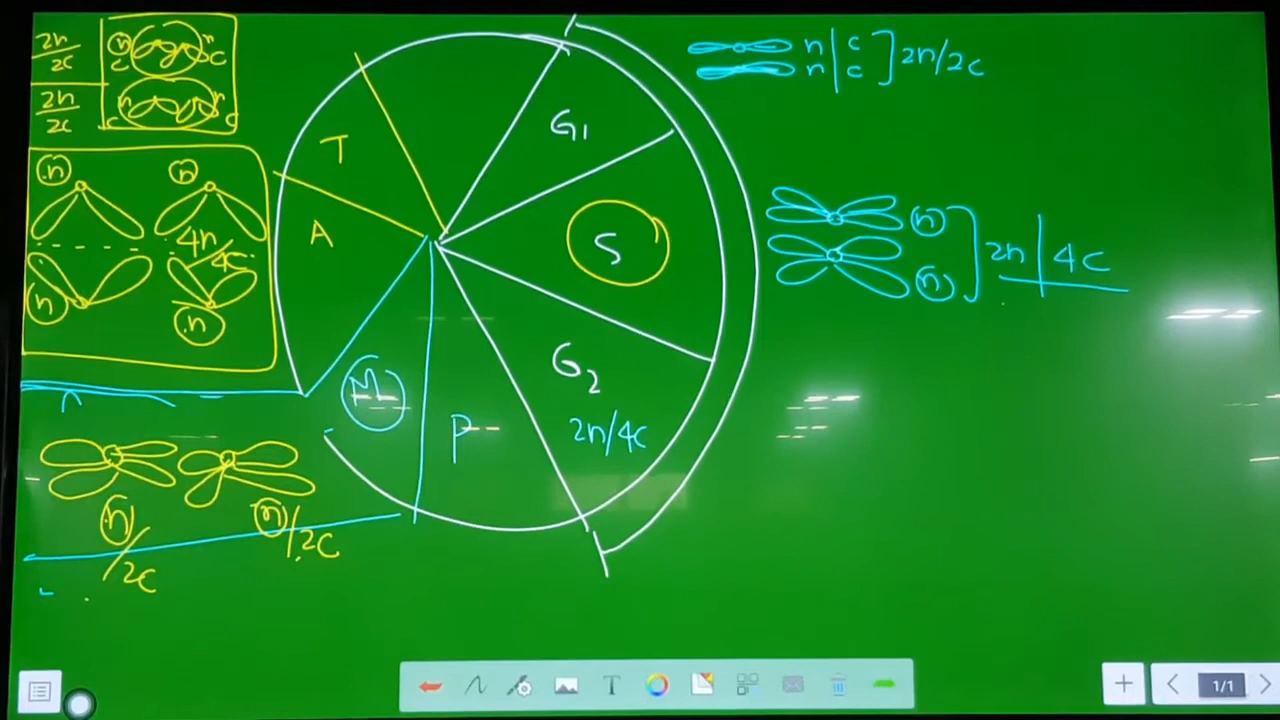 2n/2c
2n/2c
n n
c c
n n
c c
n n
4n/4c
n n
T
A
M
P
G1
S
G2
2n/4c
n/2c n/2c
n|c
n|c ] 2n/2c
n
n ] 2n|4c
1/1